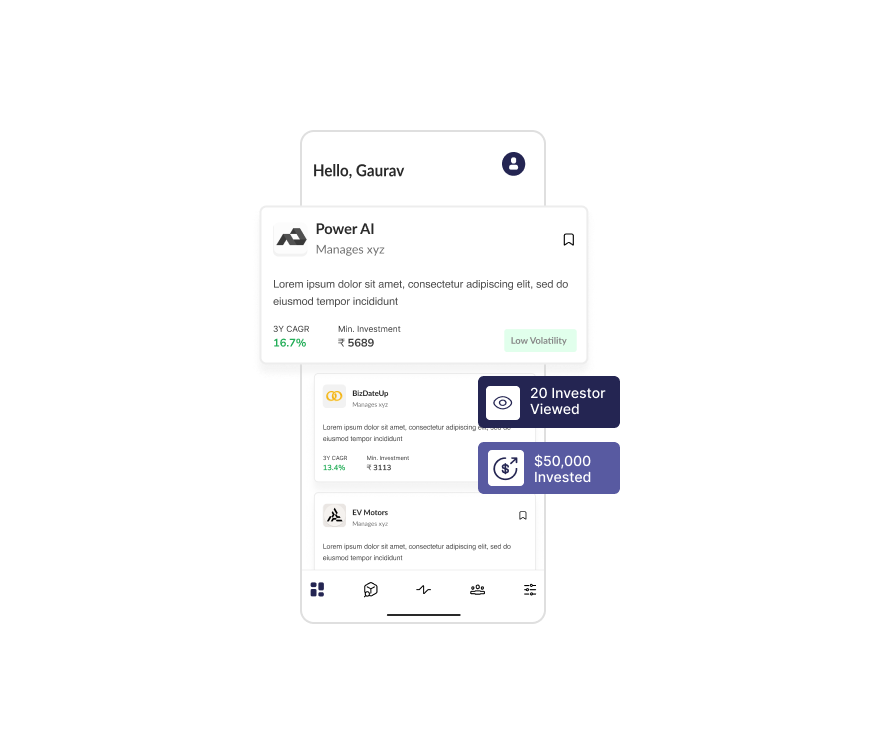 Hello, Gaurav
Power AI
Manages xyz
Lorem ipsum dolor sit amet, consectetur adipiscing elit, sed do
eiusmod tempor incididunt
3Y CAGR
Min. Investment
16.7%
₹ 5689
Low Volatility
BizDateUp
Manages xyz
20 Investor
Viewed
Lorem ipsum dolor sit amet, consectetur adipiscing elit, sed do
eiusmod tempor incididunt
3Y CAGR
Min. Investment
13.4%
₹ 3113
$50,000
Invested
EV Motors
Manages xyz
Lorem ipsum dolor sit amet, consectetur adipiscing elit, sed do
eiusmod tempor incididunt